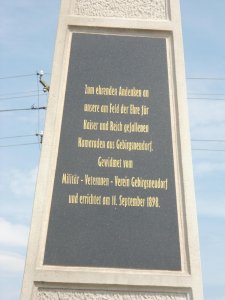 Zum ehrenden Andenken an
unsere am Feld der Ehre für
Kaiser und Reich gefallenen
Kameraden aus Gebirgsneudorf.
Gewidmet vom
Militär - Veteranen - Verein Gebirgsneudorf
und errichtet am 11. September 1898.